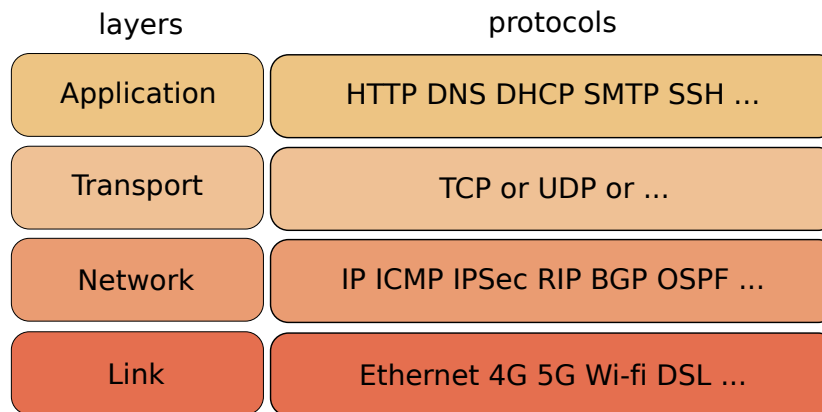 layers protocols
Application HTTP DNS DHCP SMTP SSH ...
Transport TCP or UDP or ...
Network IP ICMP IPSec RIP BGP OSPF ...
Link Ethernet 4G 5G Wi-fi DSL ...